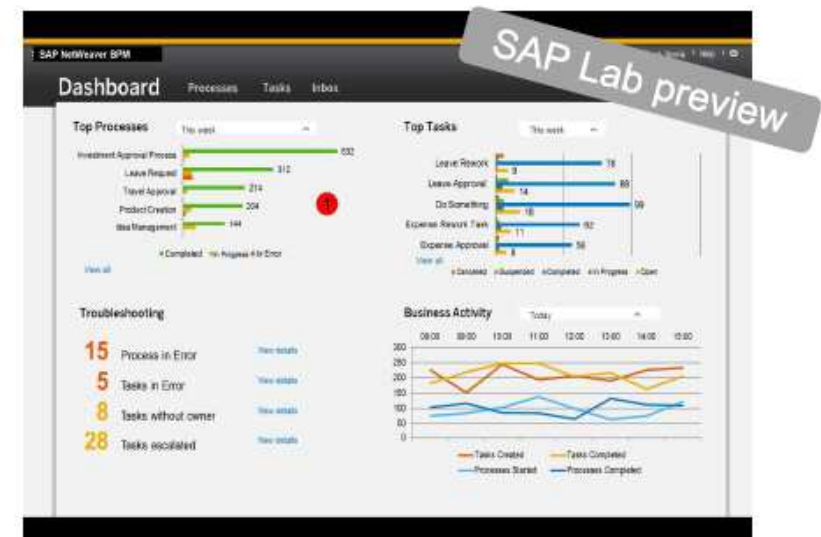 SAP NetWeaver BPM
Help
SAP Lab preview
Dashboard Processes Tasks Inbox
Top Processes This week
Investment Approval Process 532
Leave Request 312
Travel Approval 214
Product Creation 204
Idea Management 144
1
Completed In Progress In Error
View all
Top Tasks This week
Leave Rework 78
9
Leave Approval 88
14
Do Something 99
18
Expense Rework Task 62
11
Expense Approval 56
8
View all
Canceled Suspended Completed In Progress Open
Troubleshooting
15 Process in Error View details
5 Tasks in Error View details
8 Tasks without owner View details
28 Tasks escalated View details
Business Activity Today
08:00 09:00 10:00 11:00 12:00 13:00 14:00 15:00
300
250
200
150
100
50
0
Tasks Created Tasks Completed
Processes Started Processes Completed